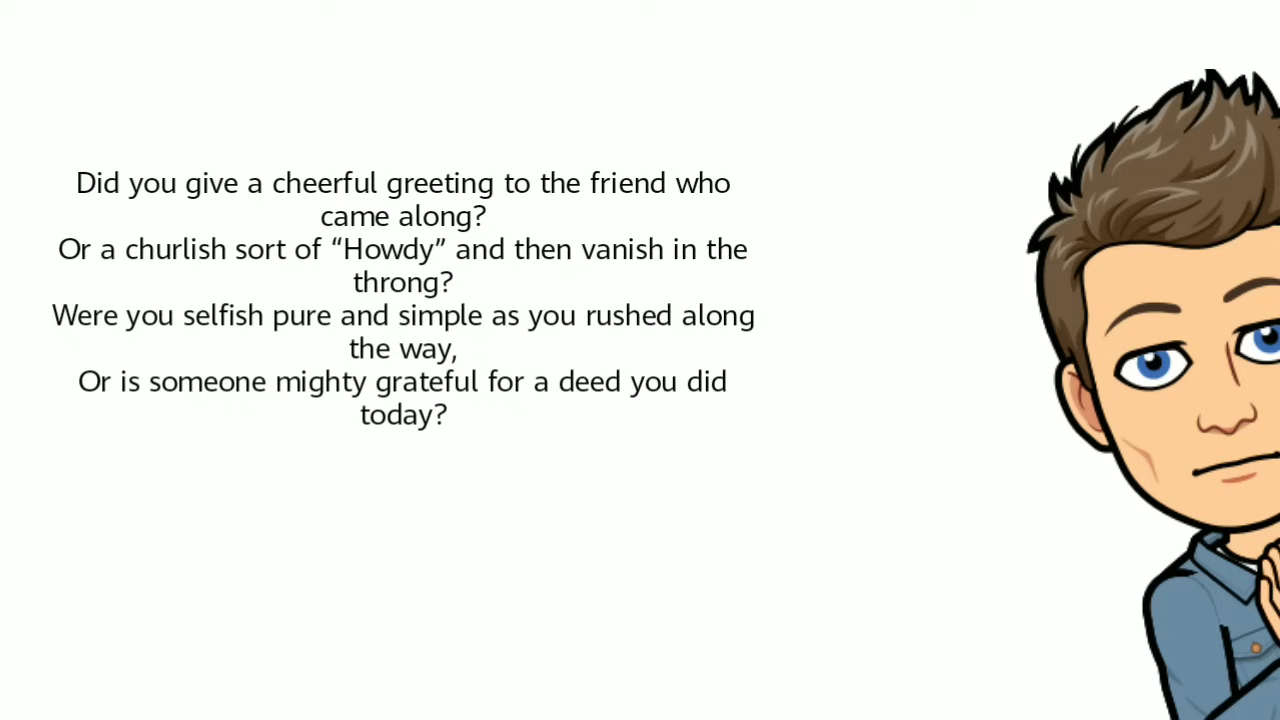 Did you give a cheerful greeting to the friend who
came along?
Or a churlish sort of “Howdy” and then vanish in the
throng?
Were you selfish pure and simple as you rushed along
the way,
Or is someone mighty grateful for a deed you did
today?